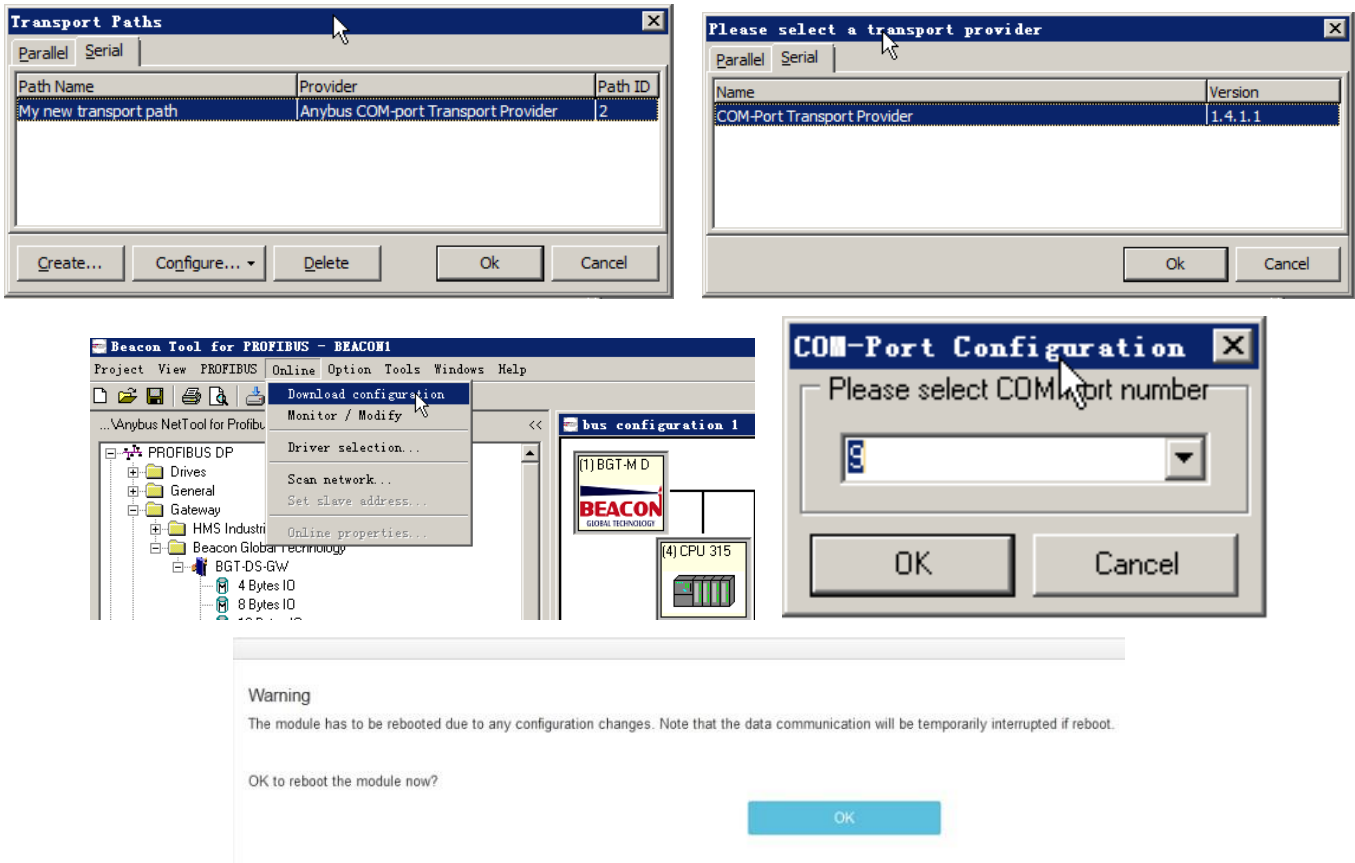 Transport Paths
Parallel Serial
Path Name Provider Path ID
My new transport path Anybus COM-port Transport Provider 2
Create... Configure... Delete Ok Cancel
Please select a transport provider
Parallel Serial
Name Version
COM-Port Transport Provider 1.4.1.1
Ok Cancel
Beacon Tool for PROFIBUS - BEACON1
Project View PROFIBUS Online Option Tools Windows Help
Download configuration
Monitor / Modify
Driver selection...
Scan network...
Set slave address...
Online properties...
...\Anybus NetTool for Profibu <<
PROFIBUS DP
Drives
General
Gateway
HMS Industri
Beacon Global Technology
BGT-DS-GW
4 Bytes IO
8 Bytes IO
bus configuration 1
(1) BGT-M D
BEACON
GLOBAL TECHNOLOGY
(4) CPU 315
COM-Port Configuration
Please select COM-port number
9
OK Cancel
Warning
The module has to be rebooted due to any configuration changes. Note that the data communication will be temporarily interrupted if reboot.
OK to reboot the module now?
OK